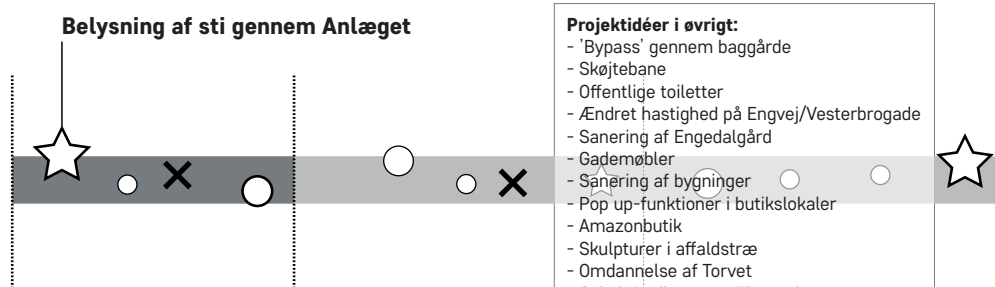 Belysning af sti gennem Anlæget
Projektidéer i øvrigt:
- 'Bypass' gennem baggårde
- Skøjtebane
- Offentlige toiletter
- Ændret hastighed på Engvej/Vesterbrogade
- Sanering af Engedalgård
- Gademøbler
- Sanering af bygninger
- Pop up-funktioner i butikslokaler
- Amazonbutik
- Skulpturer i affaldstræ
- Omdannelse af Torvet